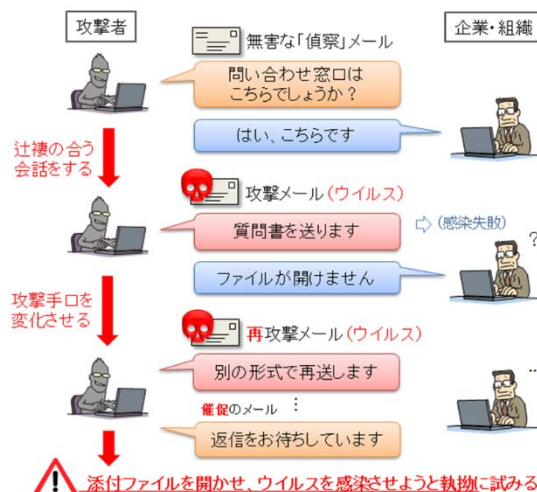 攻撃者
企業・組織
無害な「偵察」メール
問い合わせ窓口は
こちらでしょうか？
はい、こちらです
辻褄の合う
会話をする
攻撃メール(ウイルス)
質問書を送ります
(感染失敗)
?
ファイルが開けません
攻撃手口を
変化させる
再攻撃メール(ウイルス)
別の形式で再送します
…
催促のメール
⋮
返信をお待ちしています
添付ファイルを開かせ、ウイルスを感染させようと執拗に試みる